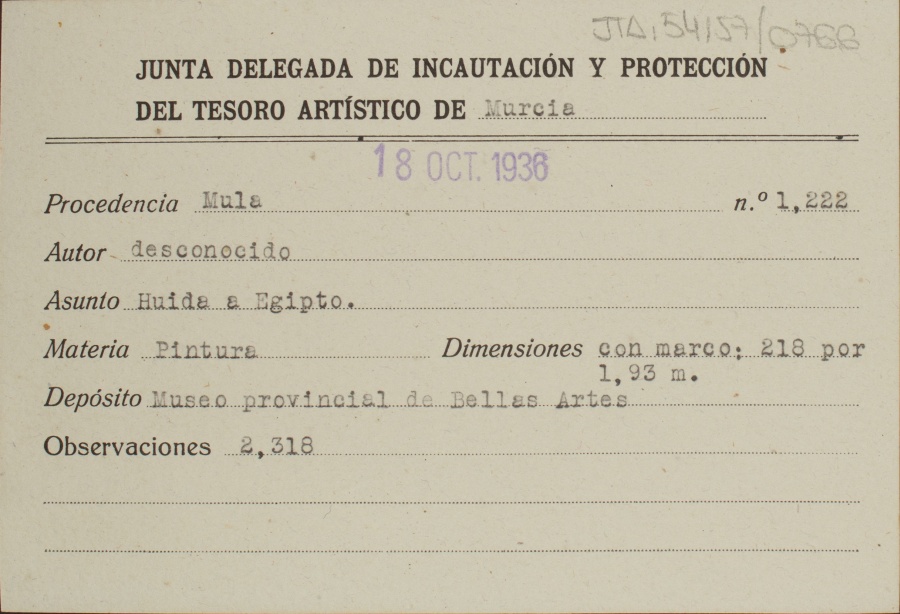 JTA, 54157/0766
JUNTA DELEGADA DE INCAUTACIÓN Y PROTECCIÓN
DEL TESORO ARTÍSTICO DE Murcia
18 OCT. 1936
Procedencia Mula n.º 1,222
Autor desconocido
Asunto Huida a Egipto.
Materia Pintura Dimensiones con marco; 218 por
1,93 m.
Depósito Museo provincial de Bellas Artes
Observaciones 2,318